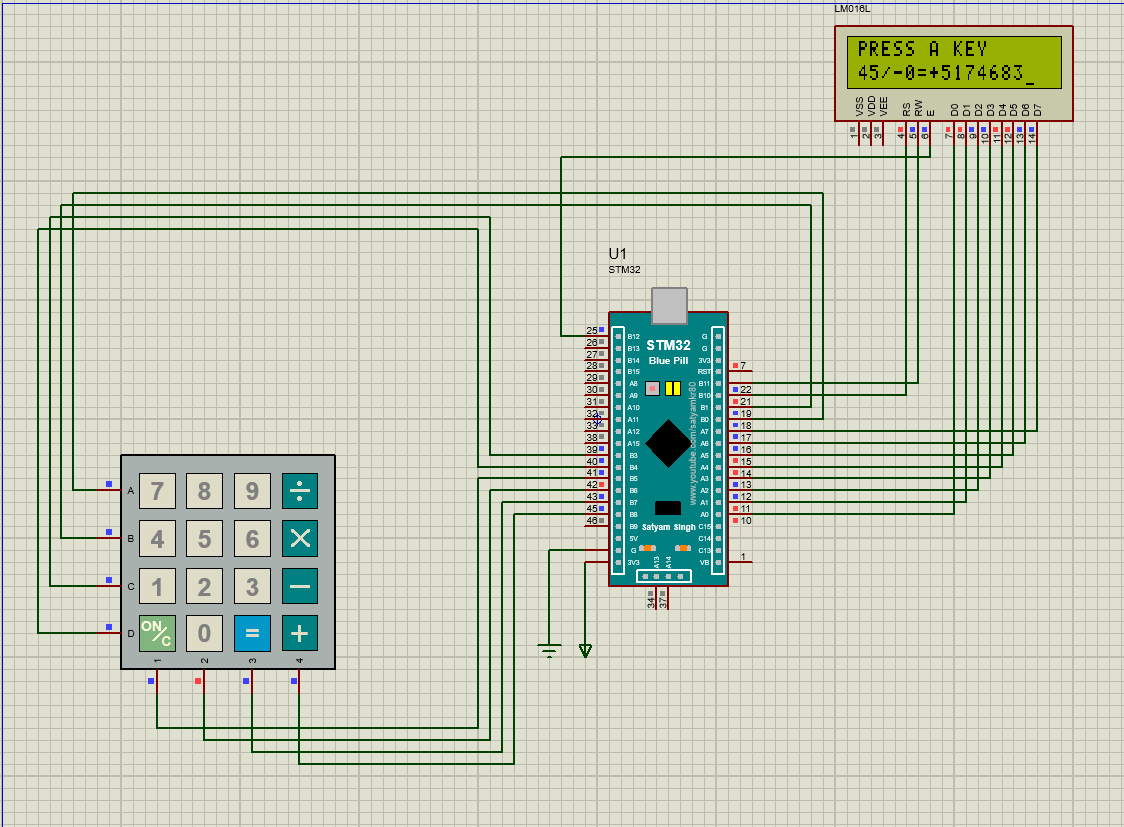 LM016L
PRESS A KEY
45/-0=+5174683_
VSS VDD VEE RS RW E D0 D1 D2 D3 D4 D5 D6 D7
1 2 3 4 5 6 7 8 9 10 11 12 13 14
U1
STM32
STM32
Blue Pill
25 B12 G
26 B13 G
27 B14 3V3 7
28 B15 RST
29 A8 B11 22
30 A9 B10 21
31 A10 B1 19
32 A11 B0 18
33 A12 A7 17
38 A15 A6 16
39 B3 A5 15
40 B4 A4 14
41 B5 A3 13
42 B6 A2 12
43 B7 A1 11
45 B8 A0 10
46 B9 C15
5V C14
G C13
3V3 VB 1
www.youtube.com/satyamkr80
Satyam Singh
A13 A14
34 37
A 7 8 9 ÷
B 4 5 6 ×
C 1 2 3 −
D ON/C 0 = +
1 2 3 4